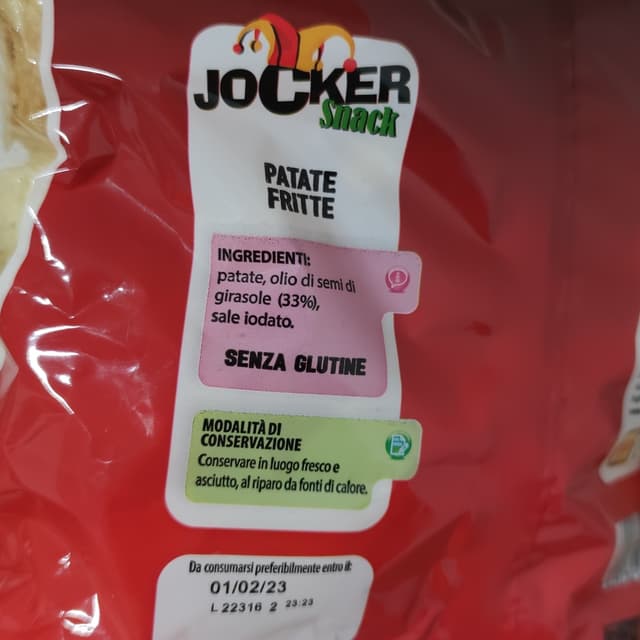 JOCKER
Snack
PATATE
FRITTE
INGREDIENTI:
patate, olio di semi di
girasole (33%),
sale iodato.
SENZA GLUTINE
MODALITÀ DI
CONSERVAZIONE
Conservare in luogo fresco e
asciutto, al riparo da fonti di calore.
Da consumarsi preferibilmente entro il:
01/02/23
L 22316 2 23:23